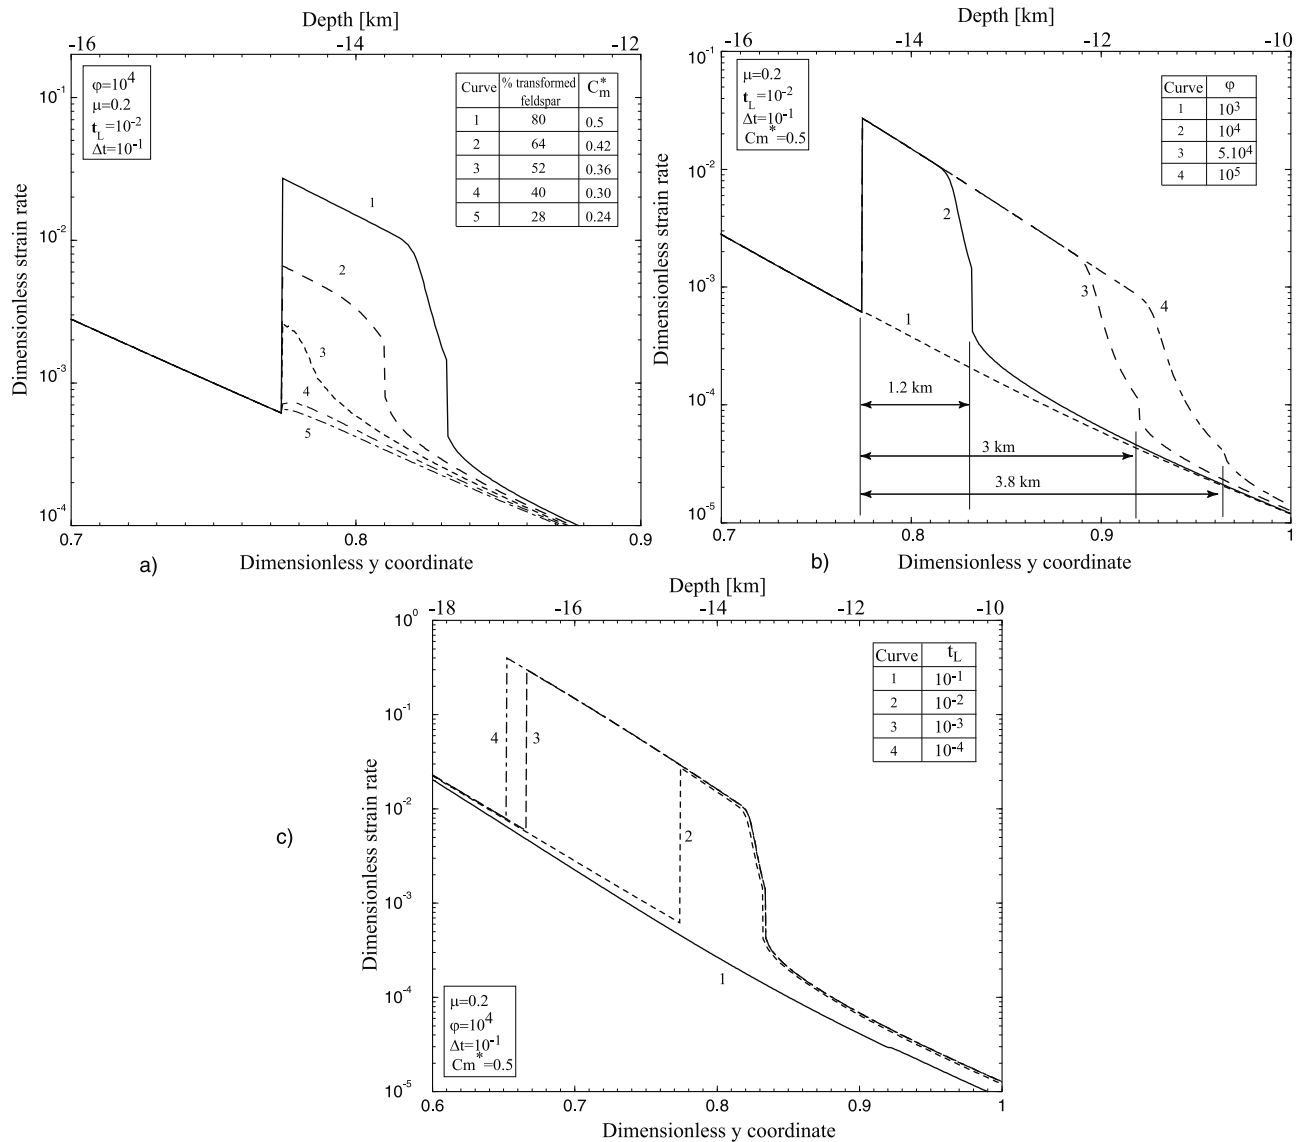 Depth [km]
-16 -14 -12
φ=10^4
μ=0.2
t_L=10^-2
Δt=10^-1
Curve % transformed feldspar C*_m
1 80 0.5
2 64 0.42
3 52 0.36
4 40 0.30
5 28 0.24
10^-1
10^-2
10^-3
10^-4
Dimensionless strain rate
1
2
3
4
5
0.7 0.8 0.9
Dimensionless y coordinate
a)
Depth [km]
-16 -14 -12 -10
μ=0.2
t_L=10^-2
Δt=10^-1
Cm*=0.5
Curve φ
1 10^3
2 10^4
3 5.10^4
4 10^5
10^-1
10^-2
10^-3
10^-4
10^-5
Dimensionless strain rate
2
3
4
1
1.2 km
3 km
3.8 km
0.7 0.8 0.9 1
Dimensionless y coordinate
b)
Depth [km]
-18 -16 -14 -12 -10
Curve t_L
1 10^-1
2 10^-2
3 10^-3
4 10^-4
10^0
10^-1
10^-2
10^-3
10^-4
10^-5
Dimensionless strain rate
4 3
2
1
c)
μ=0.2
φ=10^4
Δt=10^-1
Cm*=0.5
0.6 0.7 0.8 0.9 1
Dimensionless y coordinate